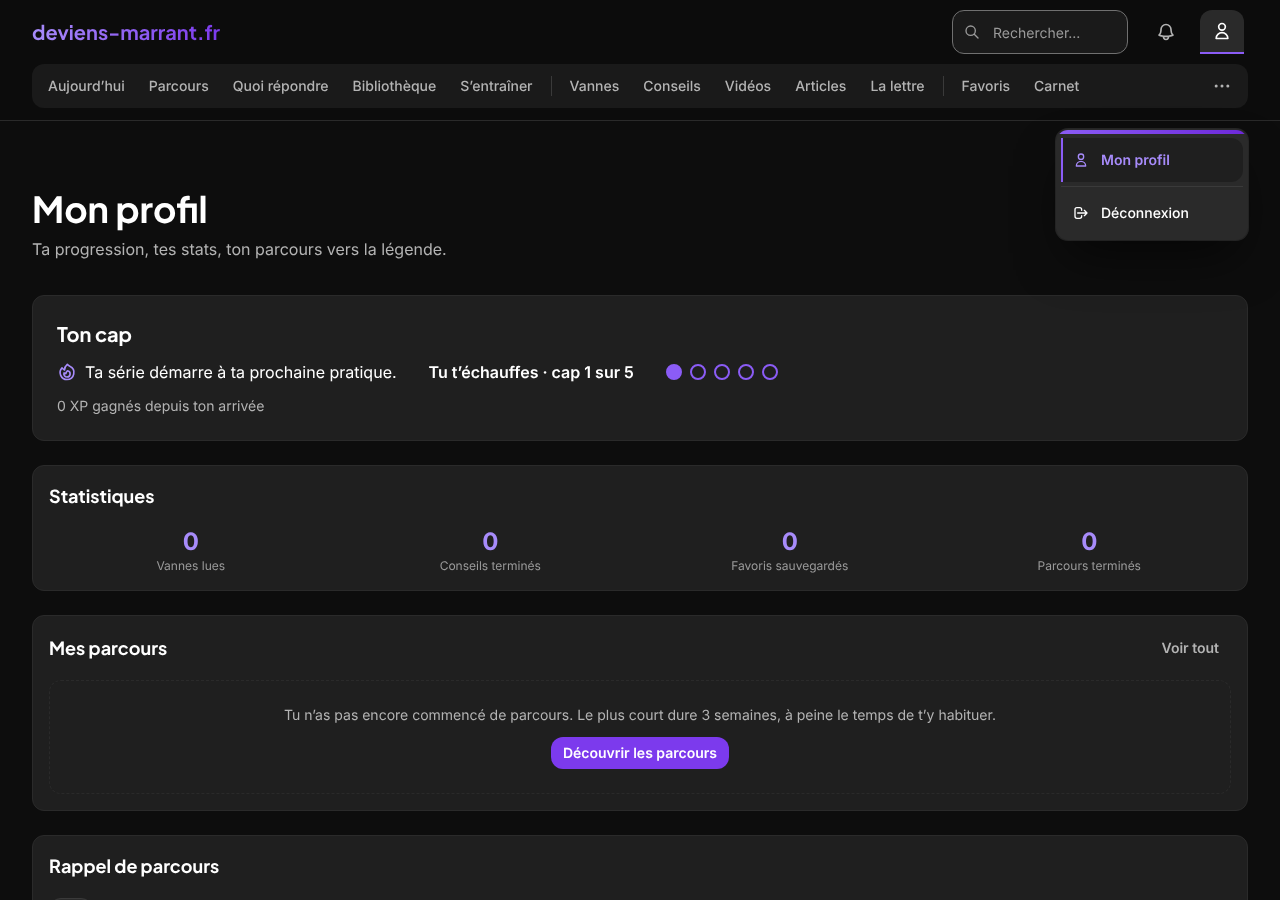 deviens-marrant.fr
Rechercher...
Aujourd’hui Parcours Quoi répondre Bibliothèque S’entraîner Vannes Conseils Vidéos Articles La lettre Favoris Carnet
Mon profil
Déconnexion
Mon profil
Ta progression, tes stats, ton parcours vers la légende.
Ton cap
Ta série démarre à ta prochaine pratique. Tu t’échauffes · cap 1 sur 5
0 XP gagnés depuis ton arrivée
Statistiques
0 0 0 0
Vannes lues Conseils terminés Favoris sauvegardés Parcours terminés
Mes parcours Voir tout
Tu n’as pas encore commencé de parcours. Le plus court dure 3 semaines, à peine le temps de t’y habituer.
Découvrir les parcours
Rappel de parcours